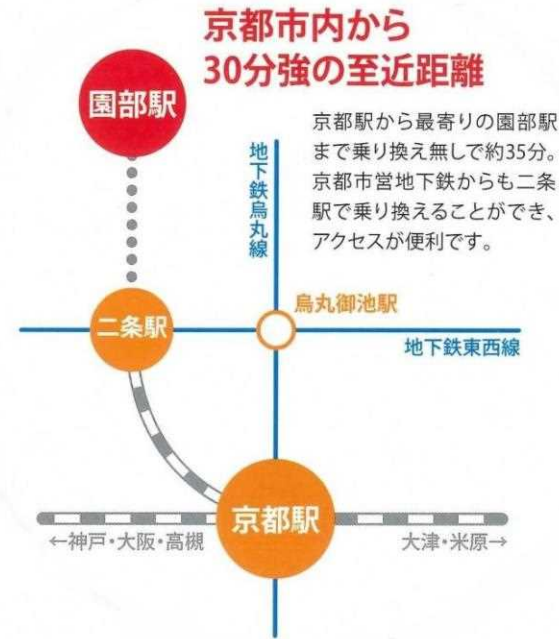 京都市内から
30分強の至近距離
園部駅
京都駅から最寄りの園部駅
まで乗り換え無しで約35分。
京都市営地下鉄からも二条
駅で乗り換えることができ、
アクセスが便利です。
地下鉄烏丸線
烏丸御池駅
二条駅
地下鉄東西線
京都駅
←神戸・大阪・高槻
大津・米原→